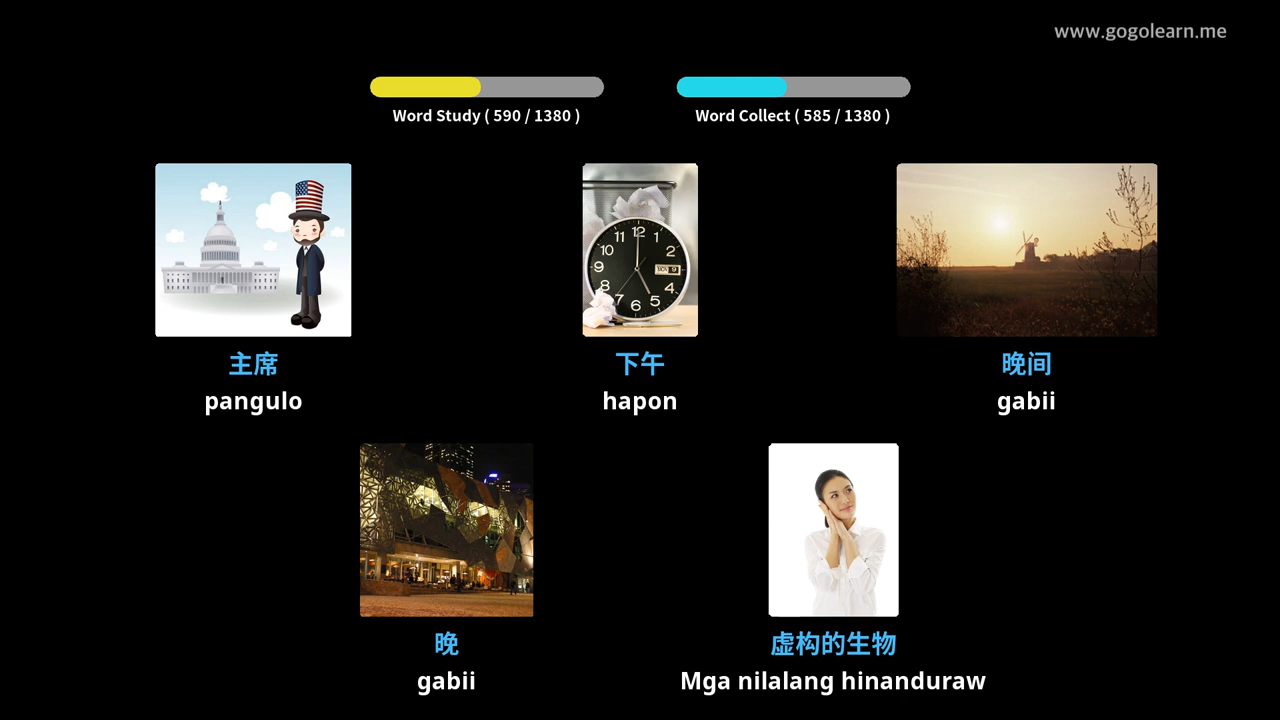 www.gogolearn.me
Word Study ( 590 / 1380 )
Word Collect ( 585 / 1380 )
主席
pangulo
下午
hapon
晚间
gabii
晚
gabii
虚构的生物
Mga nilalang hinanduraw